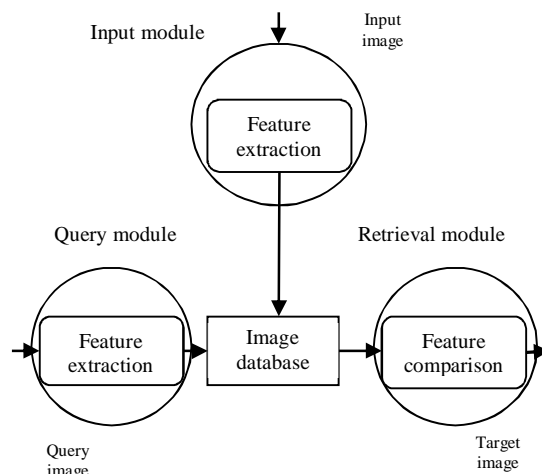 Input module
Input
image
Feature
extraction
Query module
Retrieval module
Feature
extraction
Image
database
Feature
comparison
Query
image
Target
image